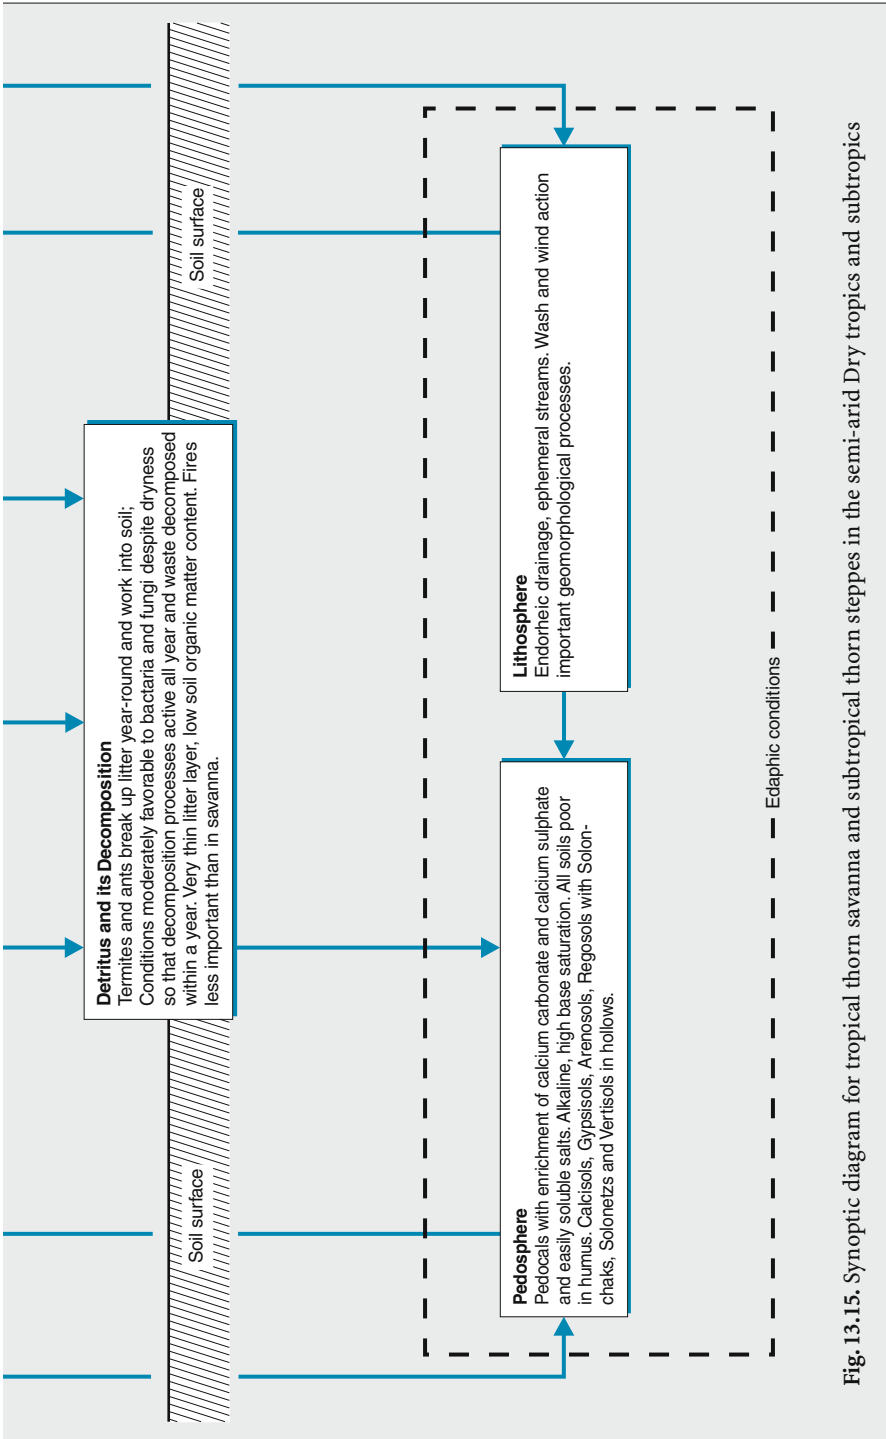 Soil surface
Soil surface
Detritus and its Decomposition
Termites and ants break up litter year-round and work into soil;
Conditions moderately favorable to bactaria and fungi despite dryness
so that decomposition processes active all year and waste decomposed
within a year. Very thin litter layer, low soil organic matter content. Fires
less important than in savanna.
Pedosphere
Pedocals with enrichment of calcium carbonate and calcium sulphate
and easily soluble salts. Alkaline, high base saturation. All soils poor
in humus. Calcisols, Gypsisols, Arenosols, Regosols with Solon-
chaks, Solonetzs and Vertisols in hollows.
Lithosphere
Endorheic drainage, ephemeral streams. Wash and wind action
important geomorphological processes.
Edaphic conditions
Fig. 13.15. Synoptic diagram for tropical thorn savanna and subtropical thorn steppes in the semi-arid Dry tropics and subtropics